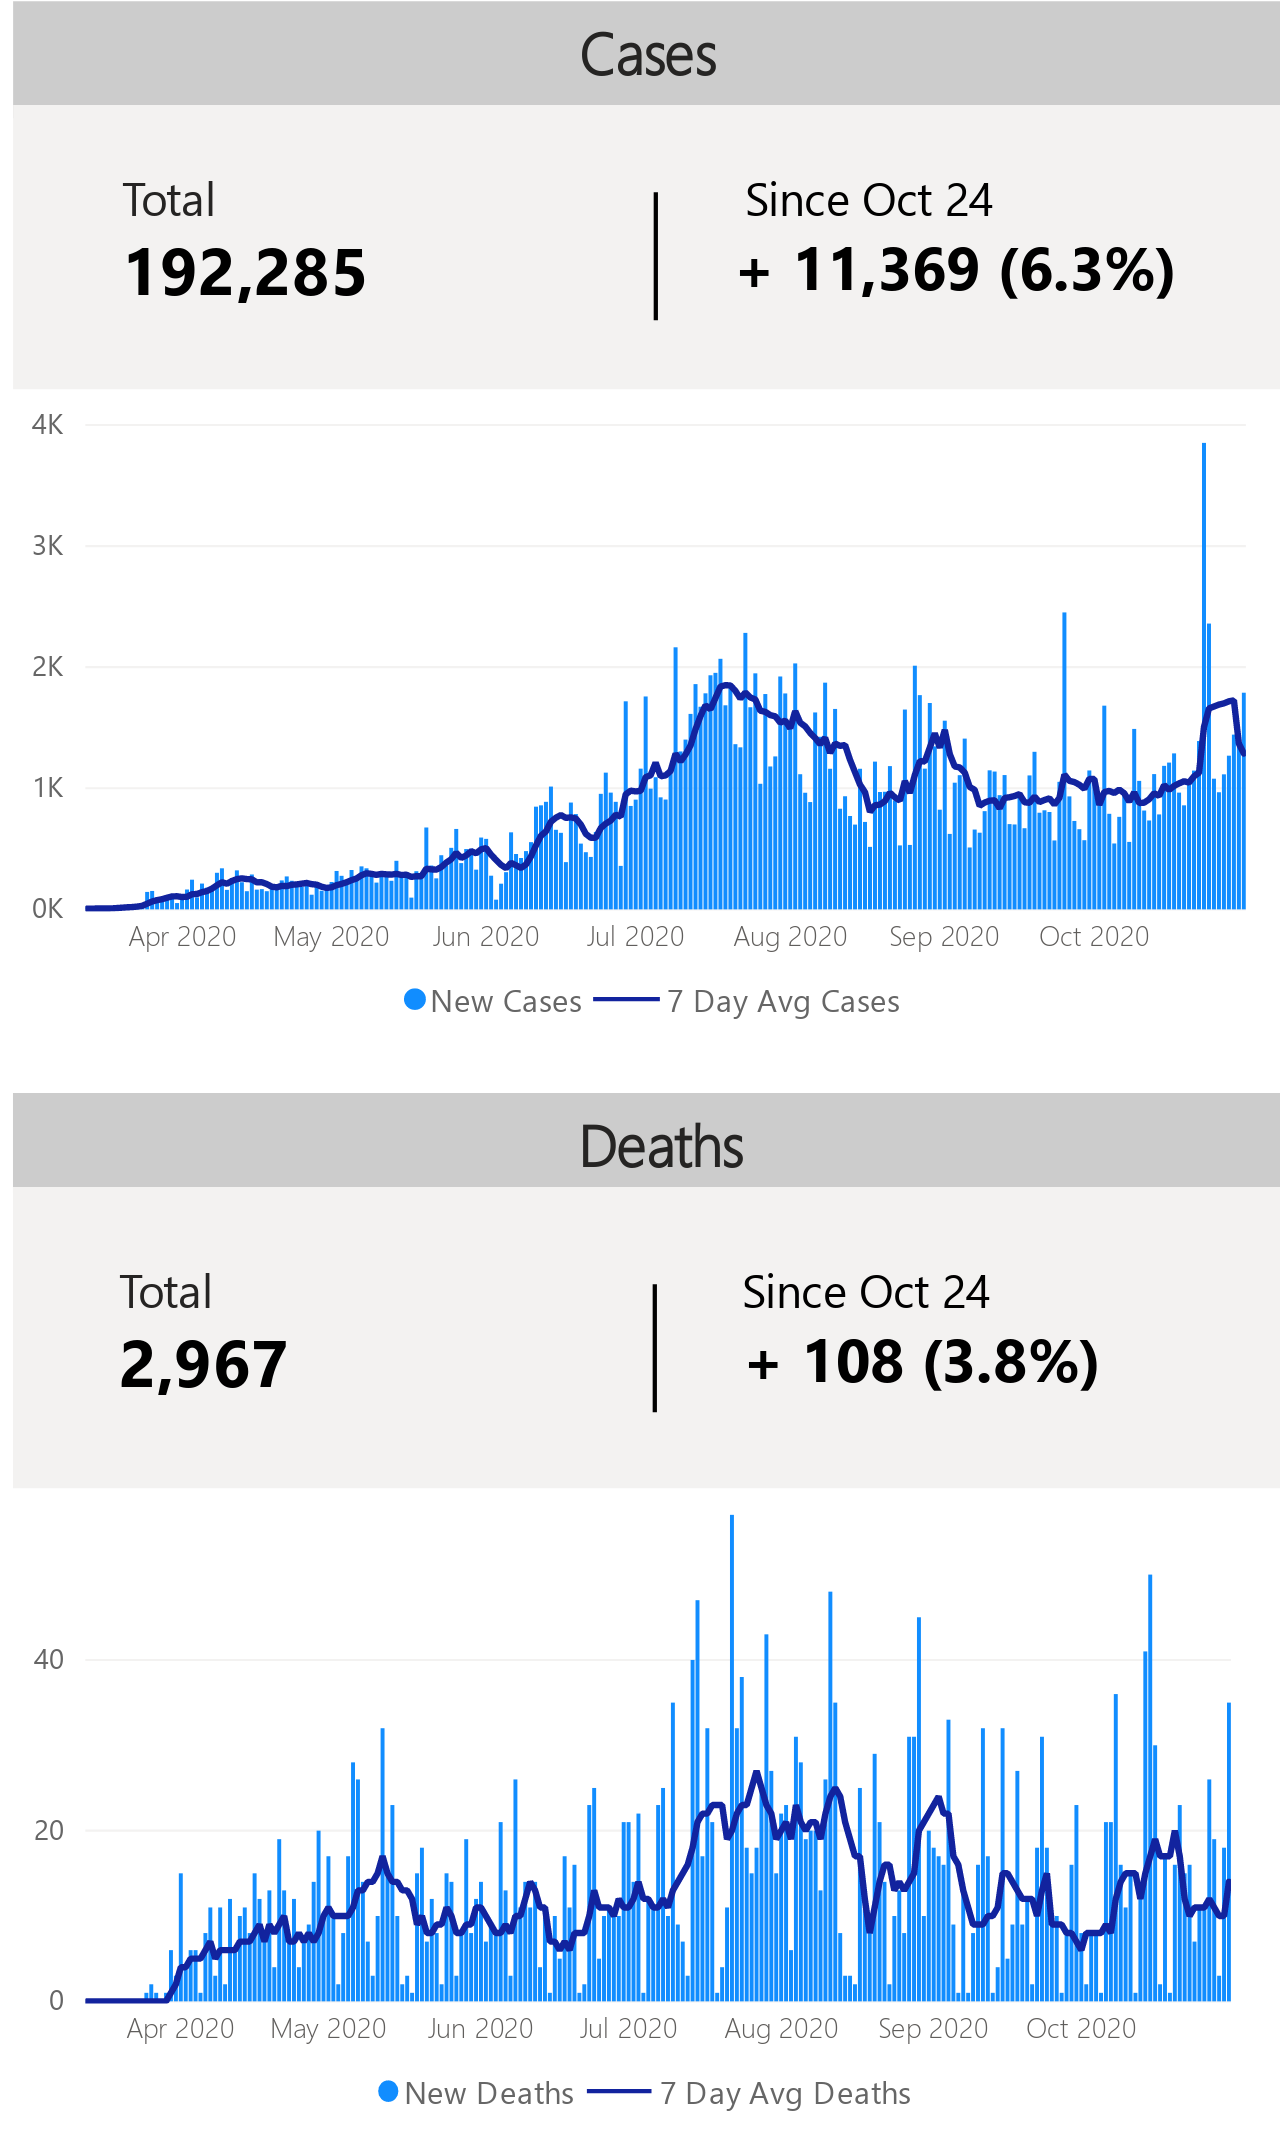 Cases
Total
Since Oct 24
192,285
+ 11,369 (6.3%)
4K
3K
2K
1K
0K
Apr 2020 May 2020 Jun 2020 Jul 2020 Aug 2020 Sep 2020 Oct 2020
New Cases 7 Day Avg Cases
Deaths
Total
Since Oct 24
2,967
+ 108 (3.8%)
40
20
0
Apr 2020 May 2020 Jun 2020 Jul 2020 Aug 2020 Sep 2020 Oct 2020
New Deaths 7 Day Avg Deaths